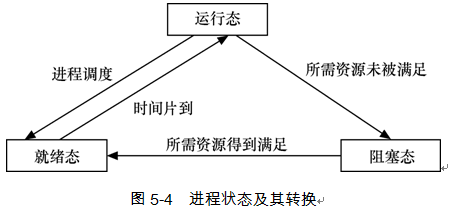 运行态
进程调度
所需资源未被满足
时间片到
所需资源得到满足
就绪态
阻塞态
图 5-4 进程状态及其转换